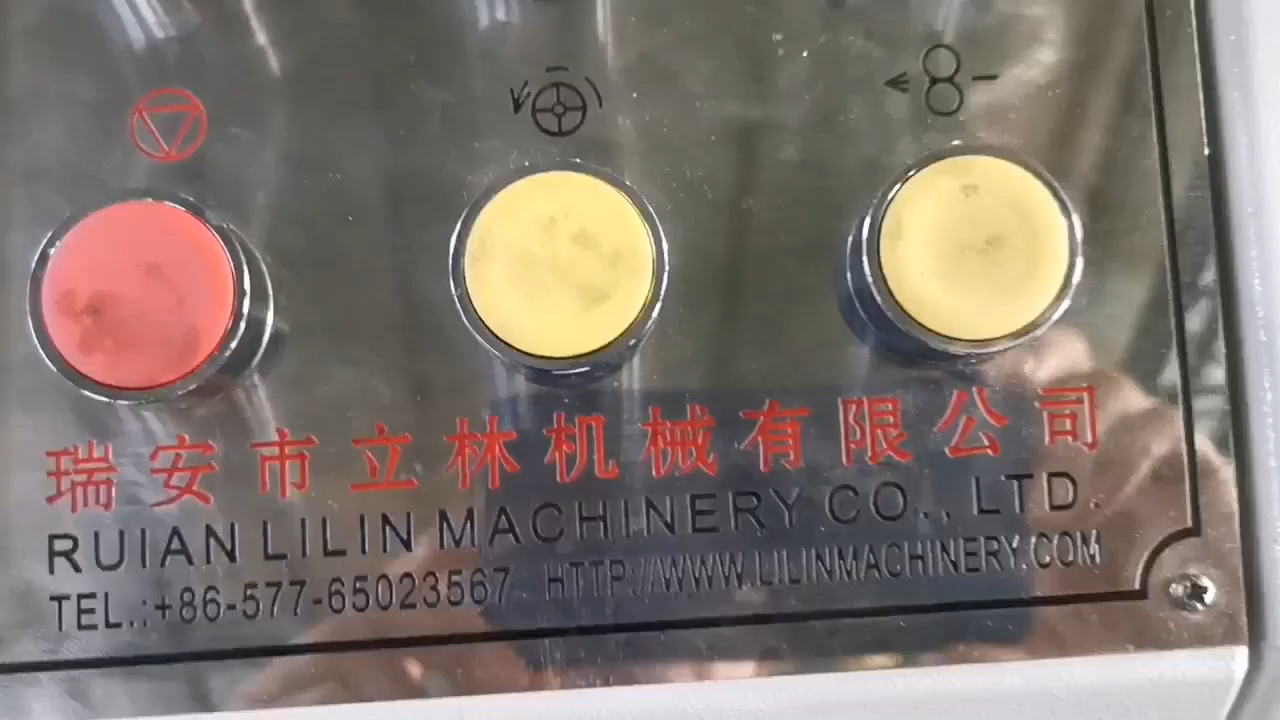 瑞安市立林机械有限公司
RUIAN LILIN MACHINERY CO., LTD.
TEL.:+86-577-65023567 HTTP://WWW.LILINMACHINERY.COM